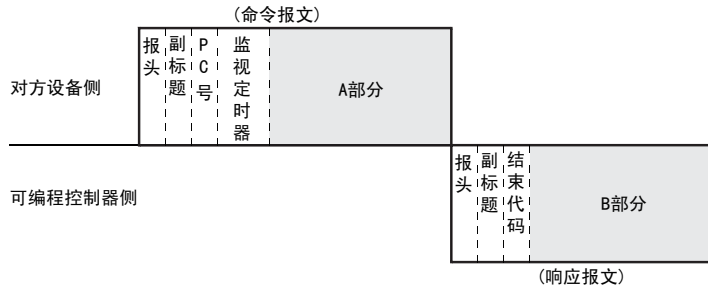 (命令报文)
报头
副标题
PC号
监视定时器
对方设备侧
A部分
报头
副标题
结束代码
可编程控制器侧
B部分
(响应报文)